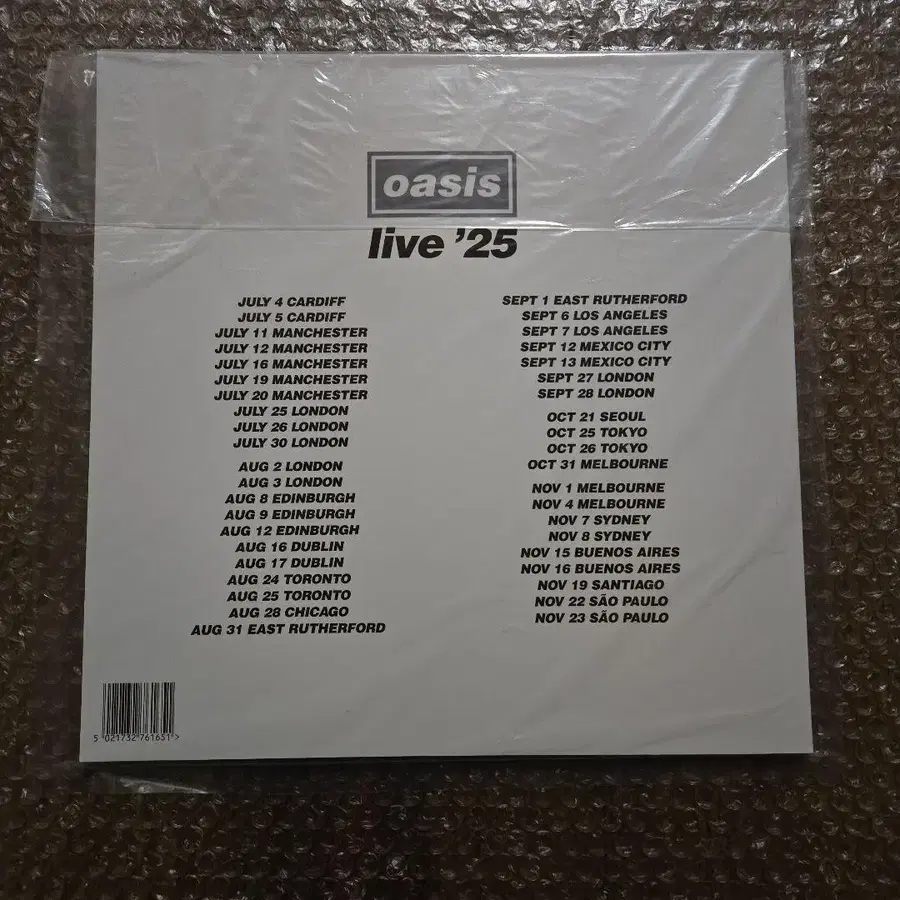 oasis
live ’25
JULY 4 CARDIFF
JULY 5 CARDIFF
JULY 11 MANCHESTER
JULY 12 MANCHESTER
JULY 16 MANCHESTER
JULY 19 MANCHESTER
JULY 20 MANCHESTER
JULY 25 LONDON
JULY 26 LONDON
JULY 30 LONDON
AUG 2 LONDON
AUG 3 LONDON
AUG 8 EDINBURGH
AUG 9 EDINBURGH
AUG 12 EDINBURGH
AUG 16 DUBLIN
AUG 17 DUBLIN
AUG 24 TORONTO
AUG 25 TORONTO
AUG 28 CHICAGO
AUG 31 EAST RUTHERFORD
SEPT 1 EAST RUTHERFORD
SEPT 6 LOS ANGELES
SEPT 7 LOS ANGELES
SEPT 12 MEXICO CITY
SEPT 13 MEXICO CITY
SEPT 27 LONDON
SEPT 28 LONDON
OCT 21 SEOUL
OCT 25 TOKYO
OCT 26 TOKYO
OCT 31 MELBOURNE
NOV 1 MELBOURNE
NOV 4 MELBOURNE
NOV 7 SYDNEY
NOV 8 SYDNEY
NOV 15 BUENOS AIRES
NOV 16 BUENOS AIRES
NOV 19 SANTIAGO
NOV 22 SÃO PAULO
NOV 23 SÃO PAULO
5 021732 761651 >